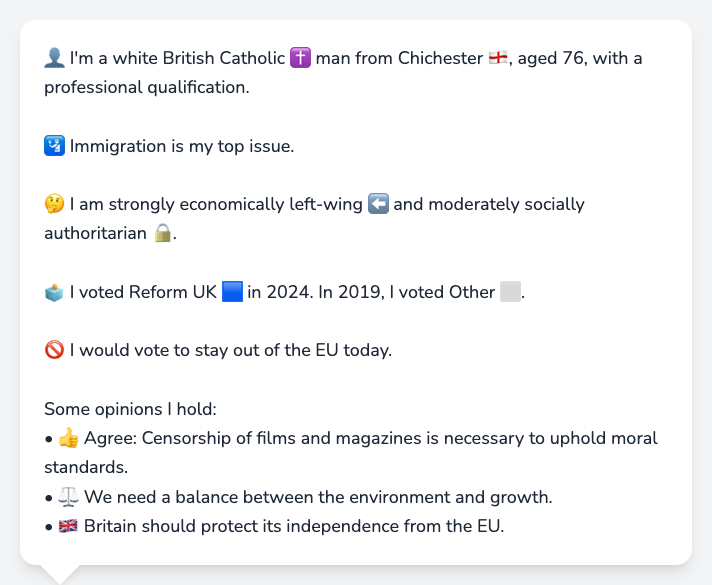 👤 I'm a white British Catholic ✝️ man from Chichester 🏴󠁧󠁢󠁥󠁮󠁧󠁿, aged 76, with a
professional qualification.
🛂 Immigration is my top issue.
🤔 I am strongly economically left-wing ⬅️ and moderately socially
authoritarian 🔒.
🗳️ I voted Reform UK 🟦 in 2024. In 2019, I voted Other ⬜.
🚫 I would vote to stay out of the EU today.
Some opinions I hold:
• 👍 Agree: Censorship of films and magazines is necessary to uphold moral
standards.
• ⚖️ We need a balance between the environment and growth.
• 🇬🇧 Britain should protect its independence from the EU.